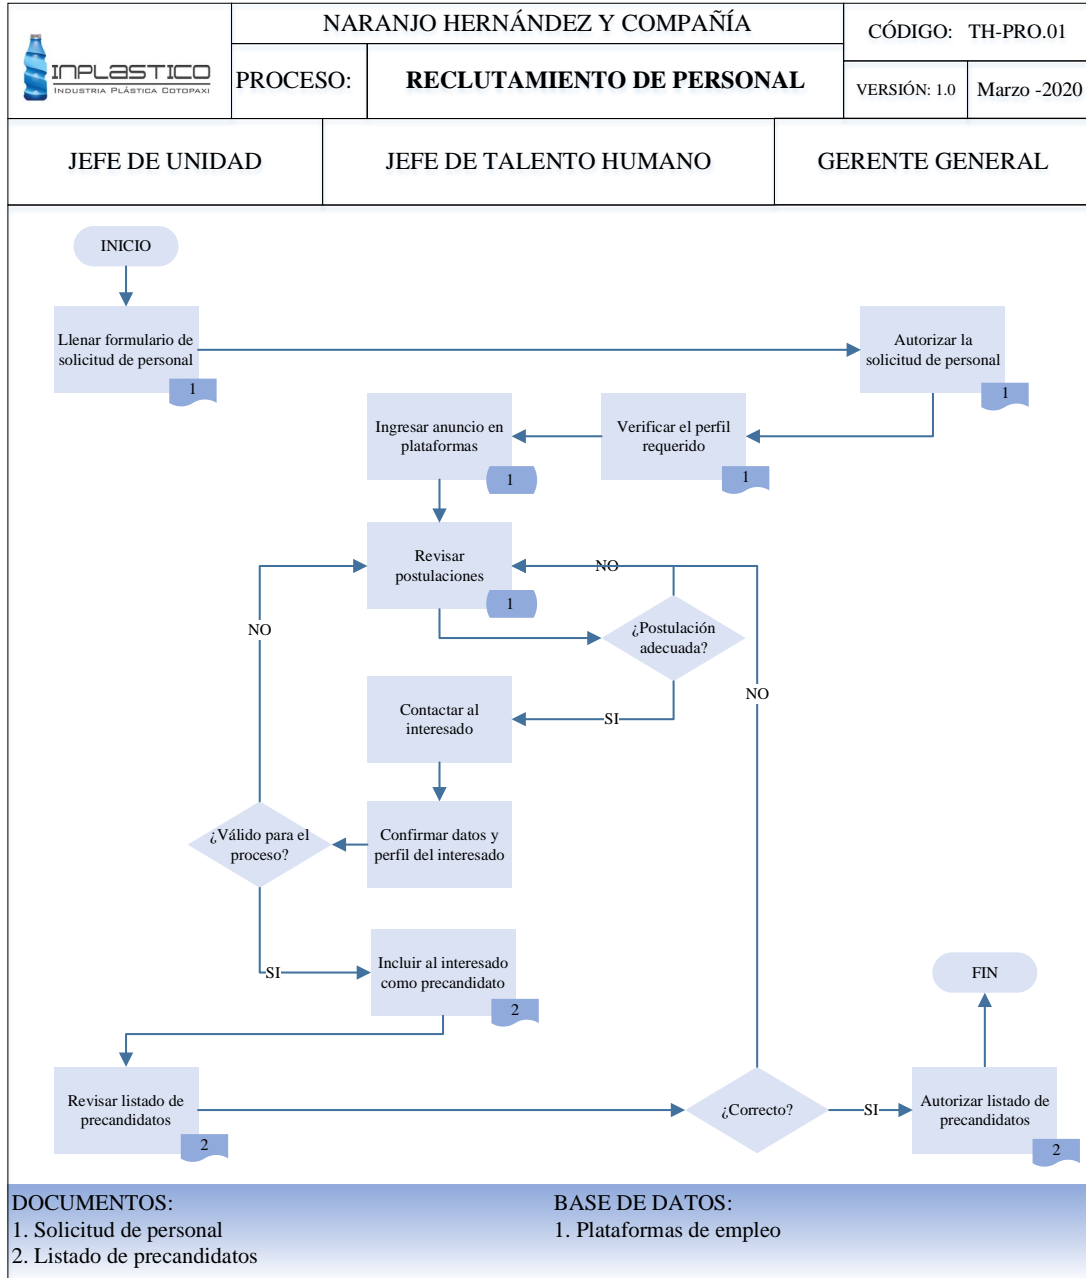 INPLASTICO
INDUSTRIA PLÁSTICA COTOPAXI
NARANJO HERNÁNDEZ Y COMPAÑÍA
CÓDIGO: TH-PRO.01
PROCESO:
RECLUTAMIENTO DE PERSONAL
VERSIÓN: 1.0
Marzo -2020
JEFE DE UNIDAD
JEFE DE TALENTO HUMANO
GERENTE GENERAL
INICIO
Llenar formulario de
solicitud de personal
1
Autorizar la
solicitud de personal
1
Ingresar anuncio en
plataformas
1
Verificar el perfil
requerido
1
Revisar
postulaciones
1
NO
NO
¿Postulación
adecuada?
NO
Contactar al
interesado
SI
¿Válido para el
proceso?
Confirmar datos y
perfil del interesado
SI
Incluir al interesado
como precandidato
2
FIN
Revisar listado de
precandidatos
2
¿Correcto?
SI
Autorizar listado de
precandidatos
2
DOCUMENTOS:
1. Solicitud de personal
2. Listado de precandidatos
BASE DE DATOS:
1. Plataformas de empleo